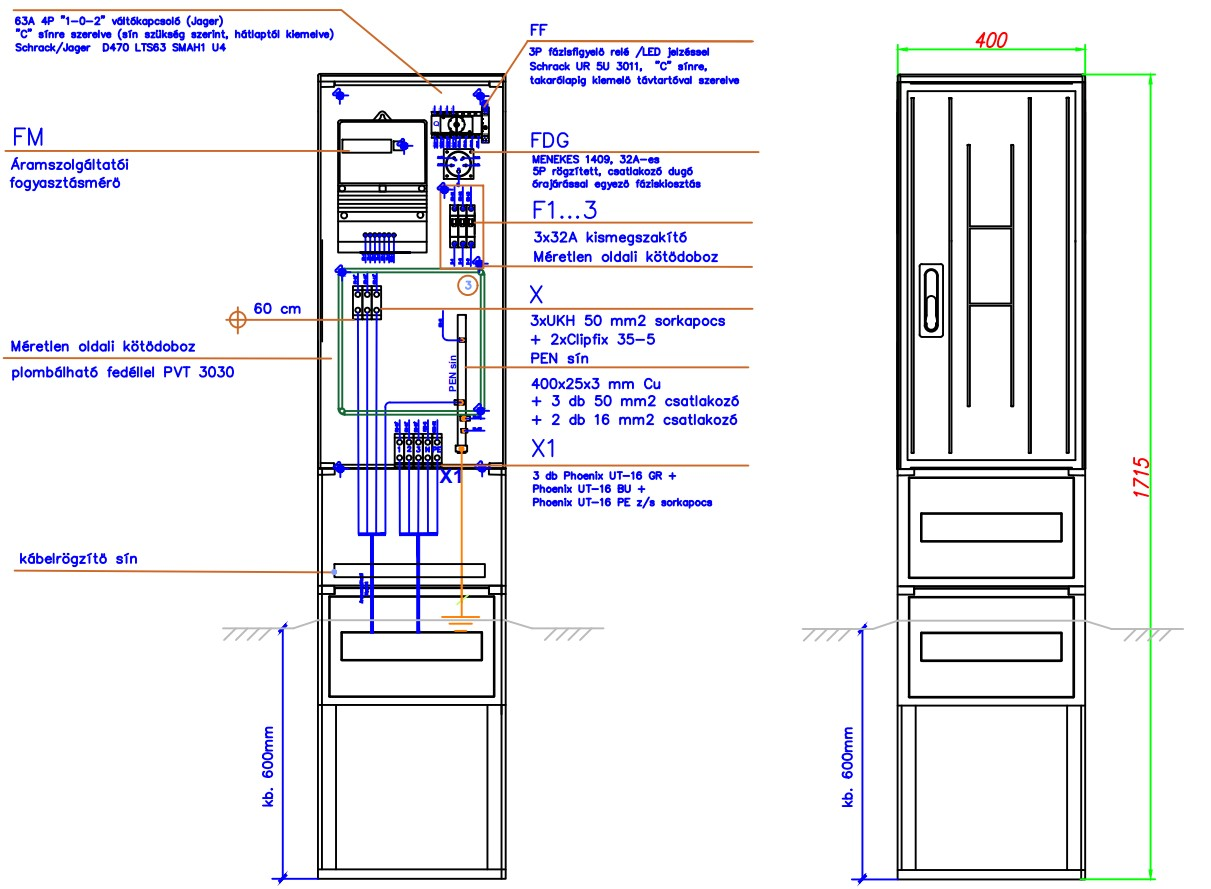 63A 4P "1-0-2" váltókapcsoló (Jager)
"C" sínre szerelve (sín szükség szerint, hátlaptól kiemelve)
Schrack/Jager D470 LTS63 SMAH1 U4
FF
3P fázisfigyelő relé /LED jelzéssel
Schrack UR 5U 3011, "C" sínre,
takarólapig kiemelő távtartóval szerelve
400
FM
Áramszolgáltatói
fogyasztásmérő
FDG
MENEKES 1409, 32A-es
5P rögzített, csatlakozó dugó
órajárással egyező fáziskiosztás
F1...3
3x32A kismegszakító
Méretlen oldali kötődoboz
3
60 cm
X
3xUKH 50 mm2 sorkapocs
+ 2xClipfix 35-5
PEN sín
Méretlen oldali kötődoboz
plombálható fedéllel PVT 3030
PEN sín
400x25x3 mm Cu
+ 3 db 50 mm2 csatlakozó
+ 2 db 16 mm2 csatlakozó
X1
X1
3 db Phoenix UT-16 GR +
Phoenix UT-16 BU +
Phoenix UT-16 PE z/s sorkapocs
1715
kábelrögzítő sín
kb. 600mm
kb. 600mm